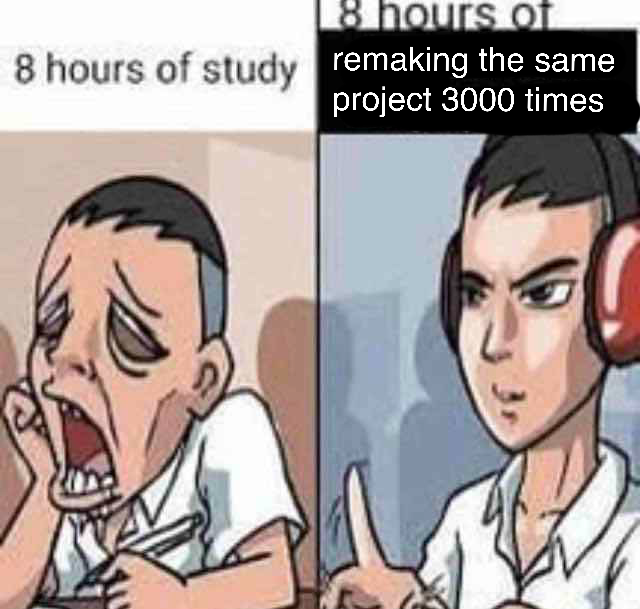 8 hours of study
8 hours of
remaking the same
project 3000 times